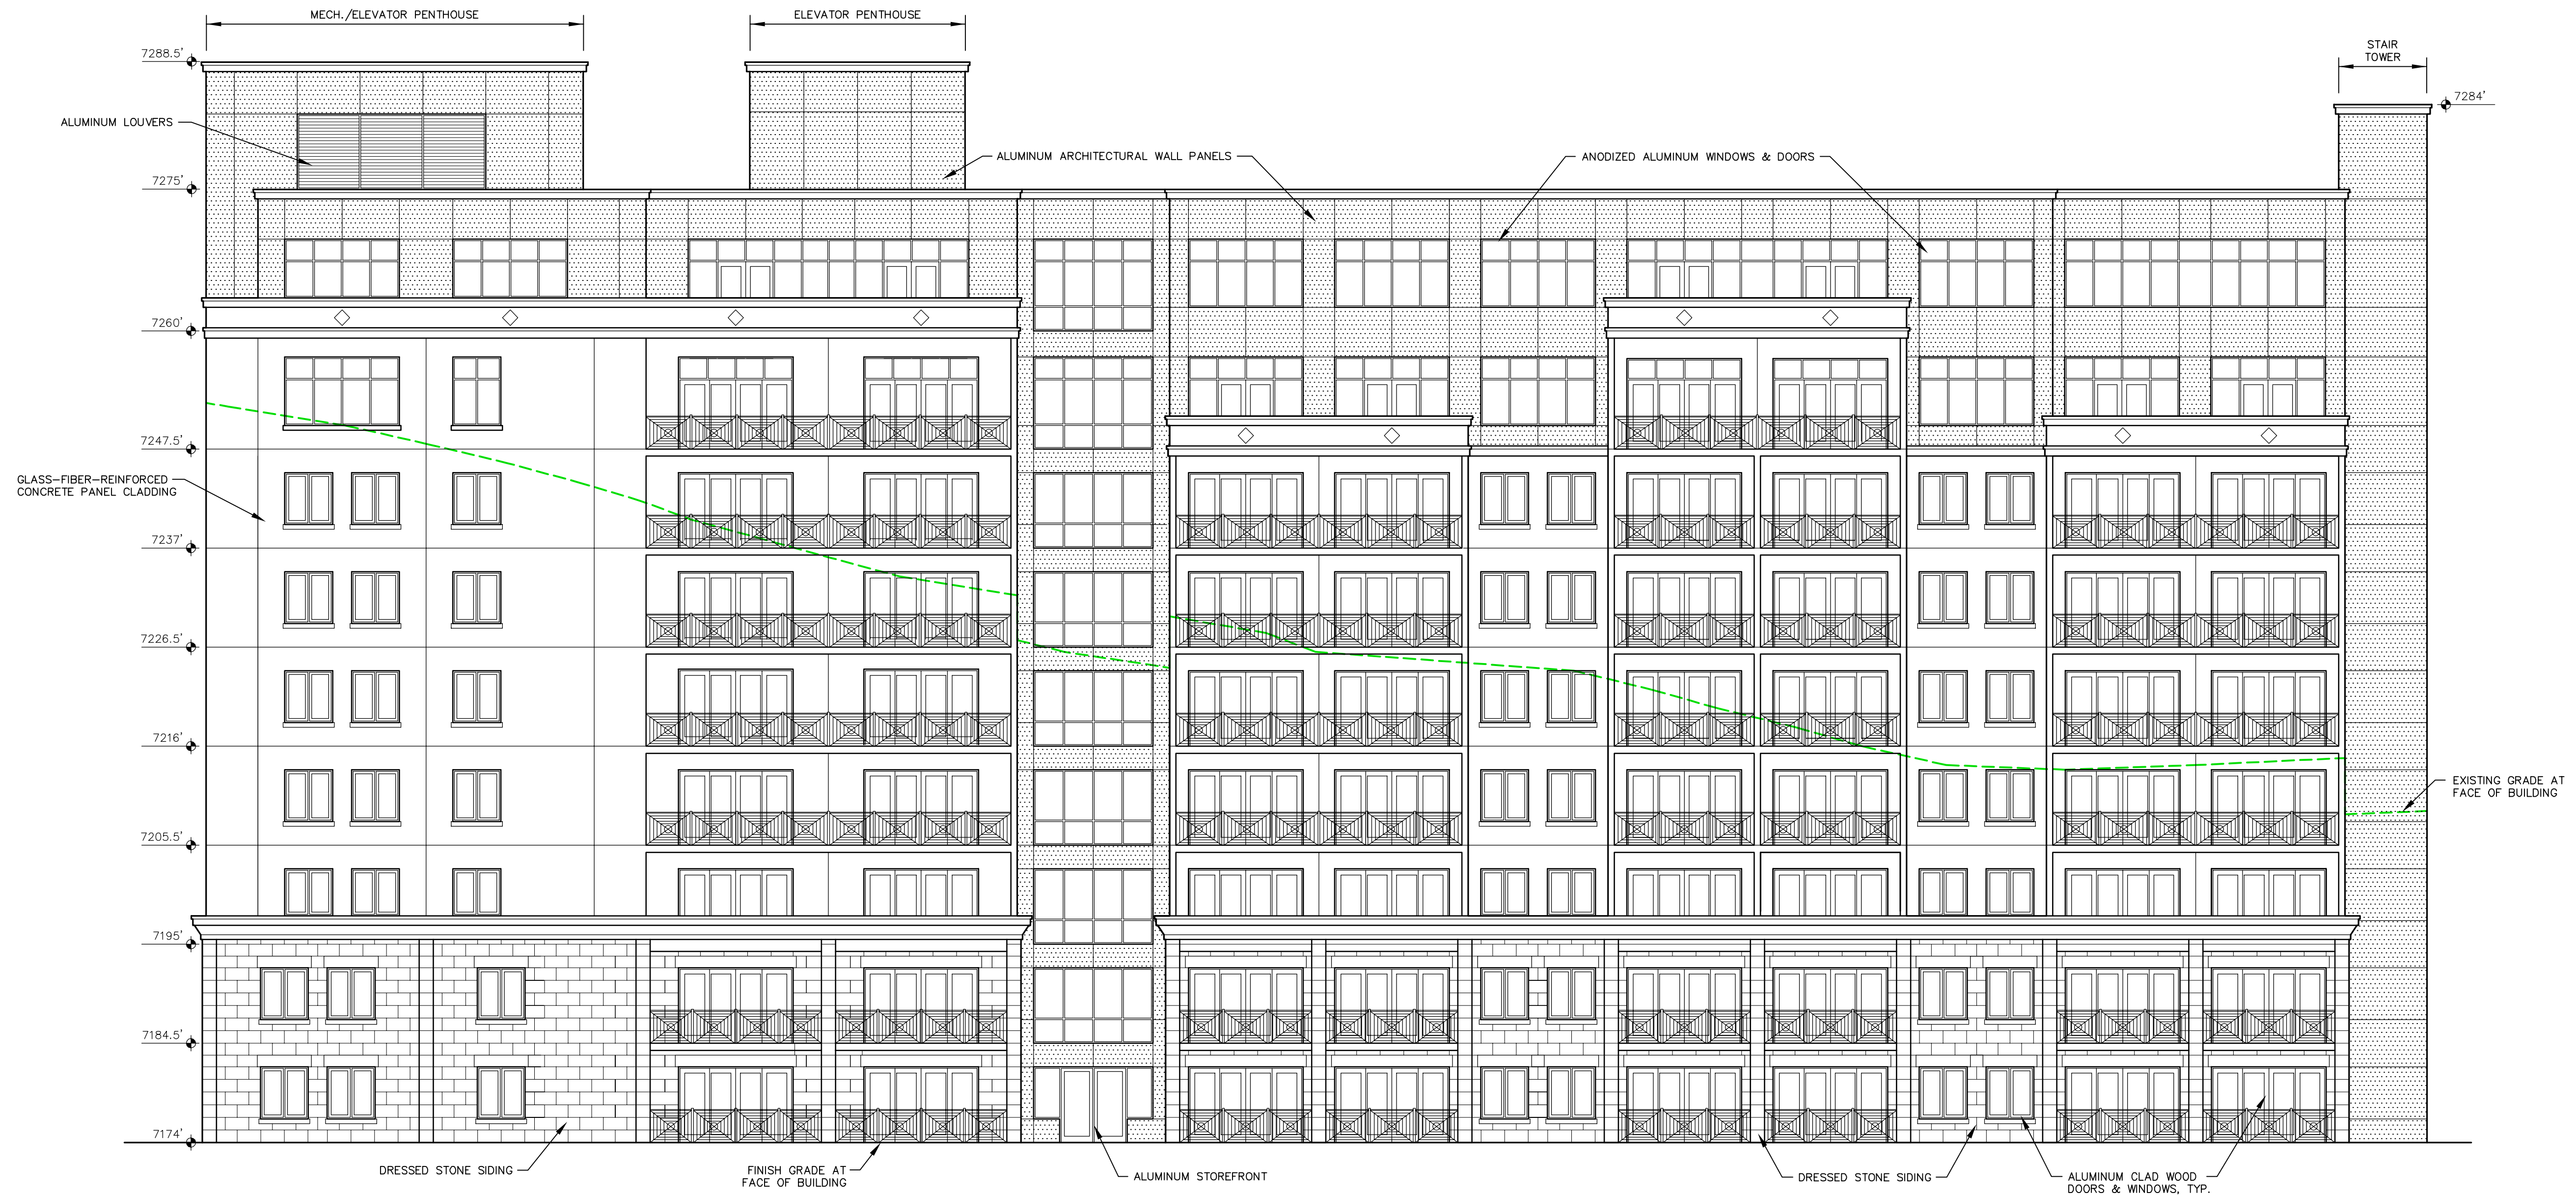 MECH./ELEVATOR PENTHOUSE
ELEVATOR PENTHOUSE
STAIR
TOWER
7288.5'
7284'
ALUMINUM LOUVERS
ALUMINUM ARCHITECTURAL WALL PANELS
ANODIZED ALUMINUM WINDOWS & DOORS
7275'
7260'
7247.5'
GLASS-FIBER-REINFORCED
CONCRETE PANEL CLADDING
7237'
7226.5'
7216'
EXISTING GRADE AT
FACE OF BUILDING
7205.5'
7195'
7184.5'
7174'
DRESSED STONE SIDING
FINISH GRADE AT
FACE OF BUILDING
ALUMINUM STOREFRONT
DRESSED STONE SIDING
ALUMINUM CLAD WOOD
DOORS & WINDOWS, TYP.